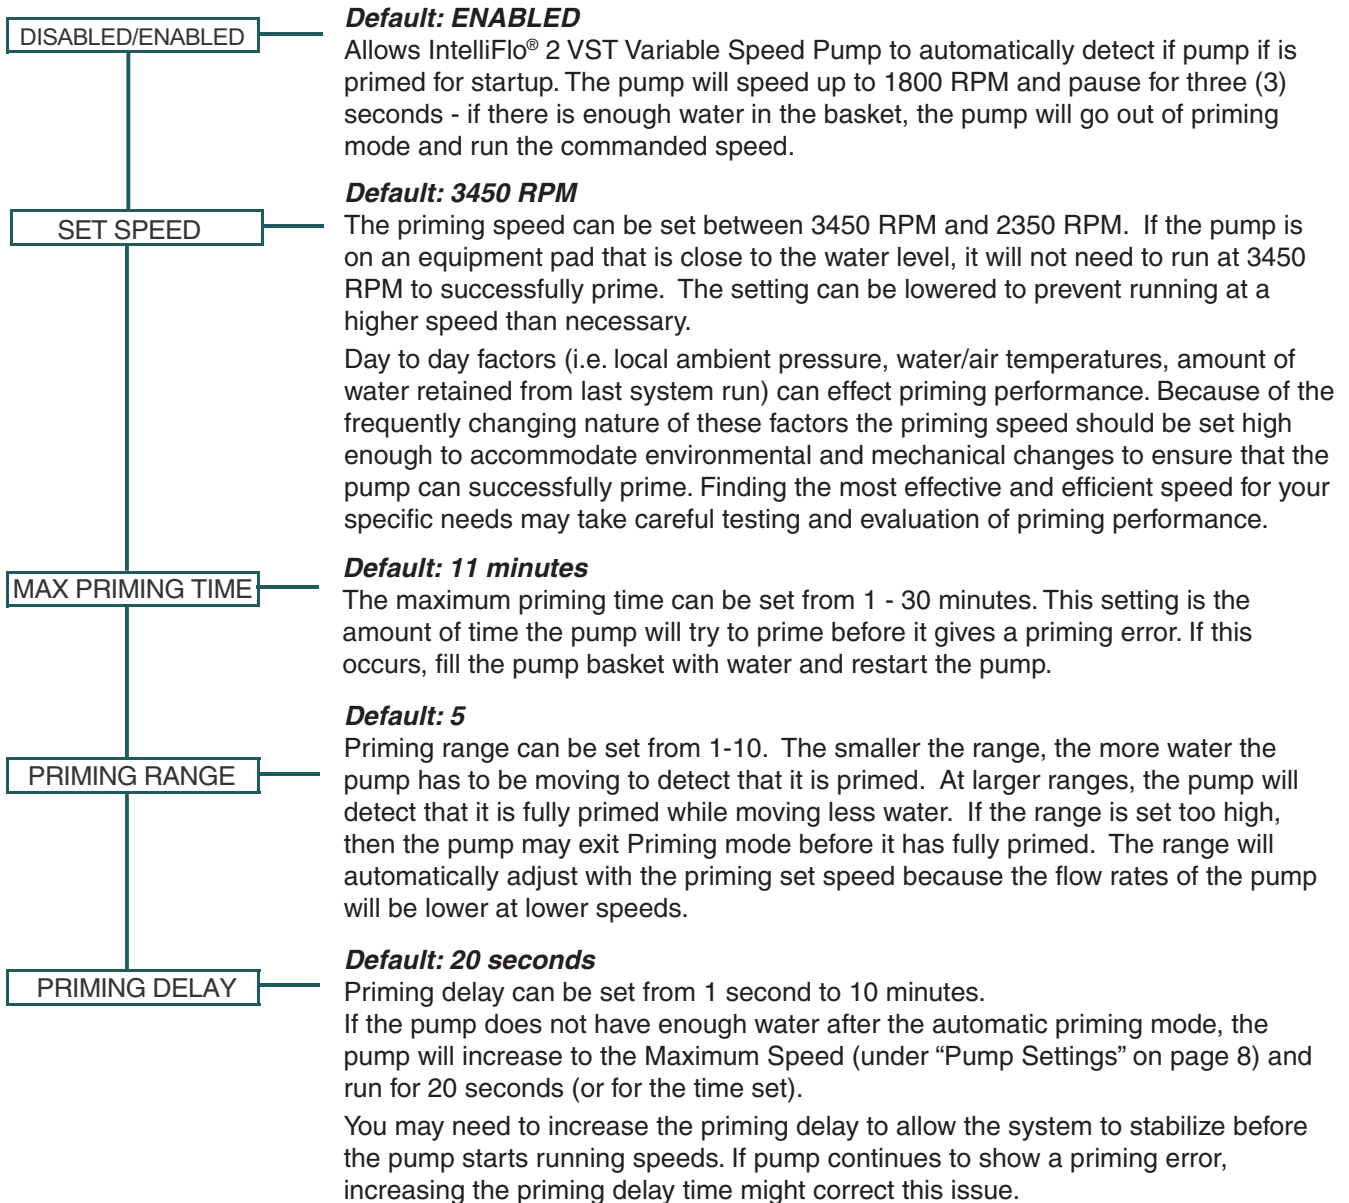 DISABLED/ENABLED
Default: ENABLED
Allows IntelliFlo® 2 VST Variable Speed Pump to automatically detect if pump if is
primed for startup. The pump will speed up to 1800 RPM and pause for three (3)
seconds - if there is enough water in the basket, the pump will go out of priming
mode and run the commanded speed.
SET SPEED
Default: 3450 RPM
The priming speed can be set between 3450 RPM and 2350 RPM. If the pump is
on an equipment pad that is close to the water level, it will not need to run at 3450
RPM to successfully prime. The setting can be lowered to prevent running at a
higher speed than necessary.
Day to day factors (i.e. local ambient pressure, water/air temperatures, amount of
water retained from last system run) can effect priming performance. Because of the
frequently changing nature of these factors the priming speed should be set high
enough to accommodate environmental and mechanical changes to ensure that the
pump can successfully prime. Finding the most effective and efficient speed for your
specific needs may take careful testing and evaluation of priming performance.
MAX PRIMING TIME
Default: 11 minutes
The maximum priming time can be set from 1 - 30 minutes. This setting is the
amount of time the pump will try to prime before it gives a priming error. If this
occurs, fill the pump basket with water and restart the pump.
PRIMING RANGE
Default: 5
Priming range can be set from 1-10. The smaller the range, the more water the
pump has to be moving to detect that it is primed. At larger ranges, the pump will
detect that it is fully primed while moving less water. If the range is set too high,
then the pump may exit Priming mode before it has fully primed. The range will
automatically adjust with the priming set speed because the flow rates of the pump
will be lower at lower speeds.
PRIMING DELAY
Default: 20 seconds
Priming delay can be set from 1 second to 10 minutes.
If the pump does not have enough water after the automatic priming mode, the
pump will increase to the Maximum Speed (under “Pump Settings” on page 8) and
run for 20 seconds (or for the time set).
You may need to increase the priming delay to allow the system to stabilize before
the pump starts running speeds. If pump continues to show a priming error,
increasing the priming delay time might correct this issue.